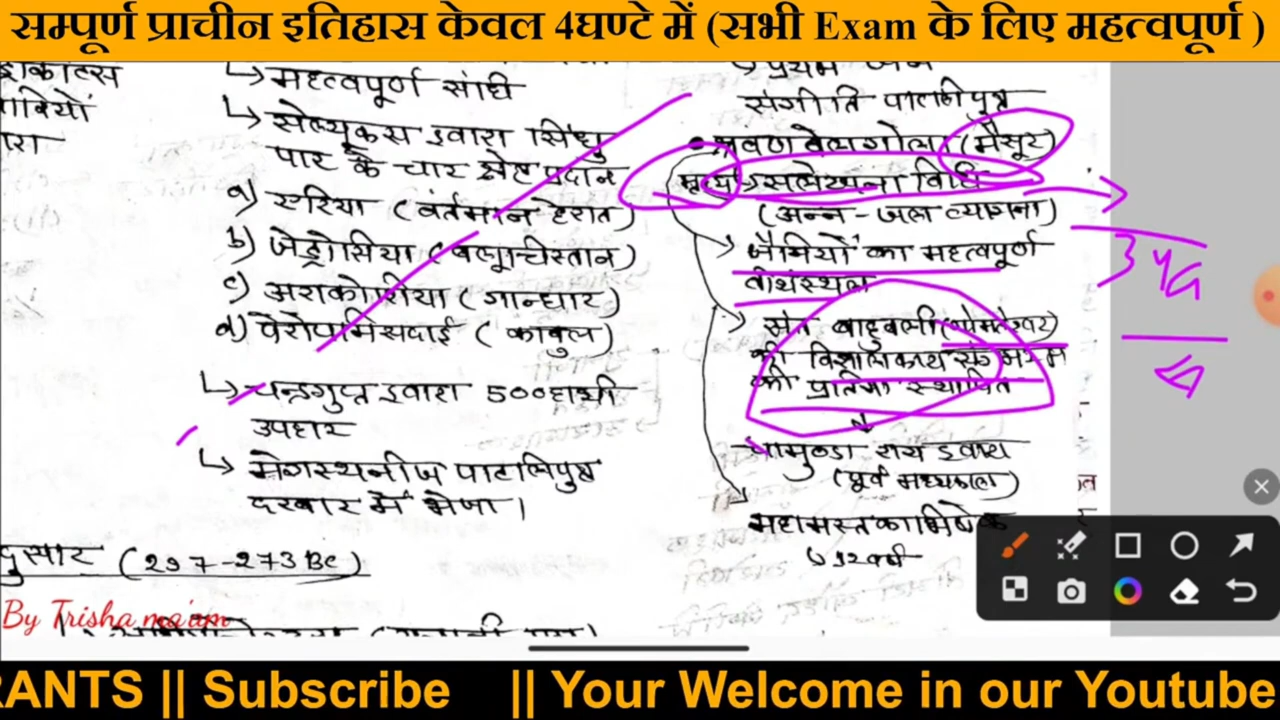 सम्पूर्ण प्राचीन इतिहास केवल 4घण्टे में (सभी Exam के लिए महत्वपूर्ण )
↳ महत्वपूर्ण संधि
↳ सेल्यूकस द्वारा सिंधु
पार के चार क्षेत्र प्रदान
a) एरिया (वर्तमान हेरात)
b) जेड्रोसिया (बलूचिस्तान)
c) अराकोशिया (गान्धार)
d) पेरोपनिसदाई (काबुल)
↳ चन्द्रगुप्त द्वारा 500 हाथी
उपहार
↳ मेगस्थनीज पाटलिपुत्र
दरबार में भेजा।
दुसार (297-273 BC)
By Trisha ma'am
संगीति पाटलीपुत्र
• श्रवण वेलगोला (मैसूर)
मृत्यु → सलेखना विधि
(अन्न-जल त्यागना)
→ जैनियों का महत्वपूर्ण
तीर्थस्थल
→ संत बाहुबली (गोमतेश्वर)
की विशालकाय
की प्रतिमा स्थापित
चामुण्डा राय द्वारा
(पूर्व मध्यकाल)
महामस्तकाभिषेक
↳ 12 वर्ष
RANTS || Subscribe || Your Welcome in our Youtube